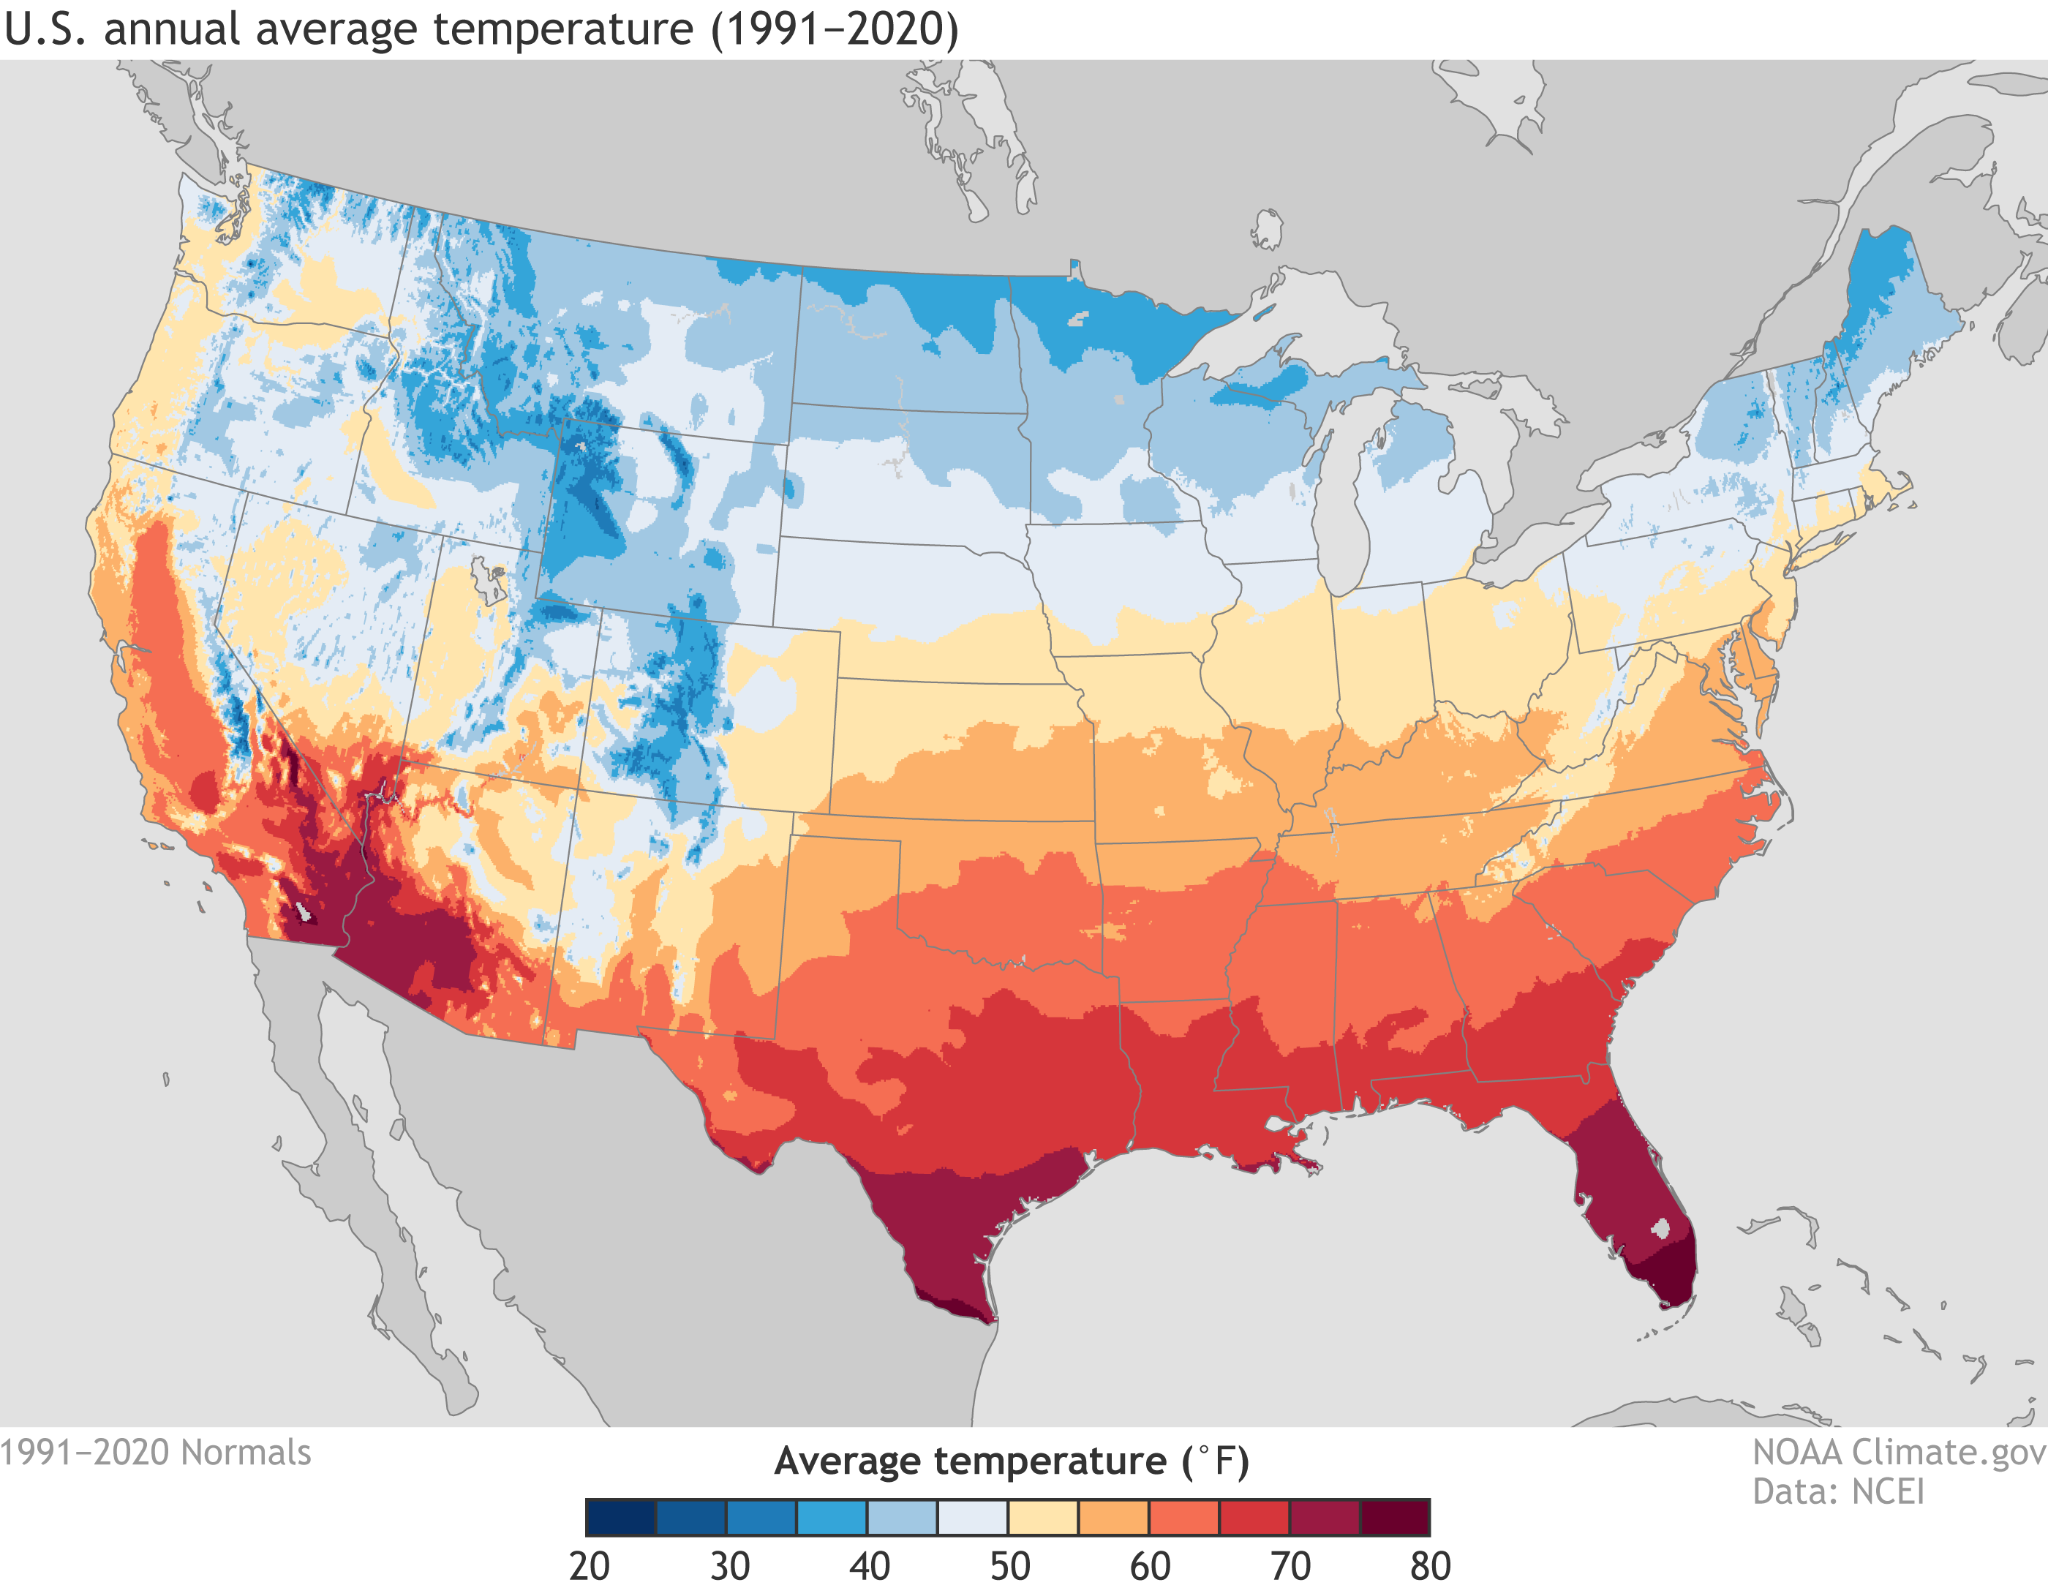 U.S. annual average temperature (1991–2020)
1991–2020 Normals
Average temperature (°F)
NOAA Climate.gov
Data: NCEI
20 30 40 50 60 70 80